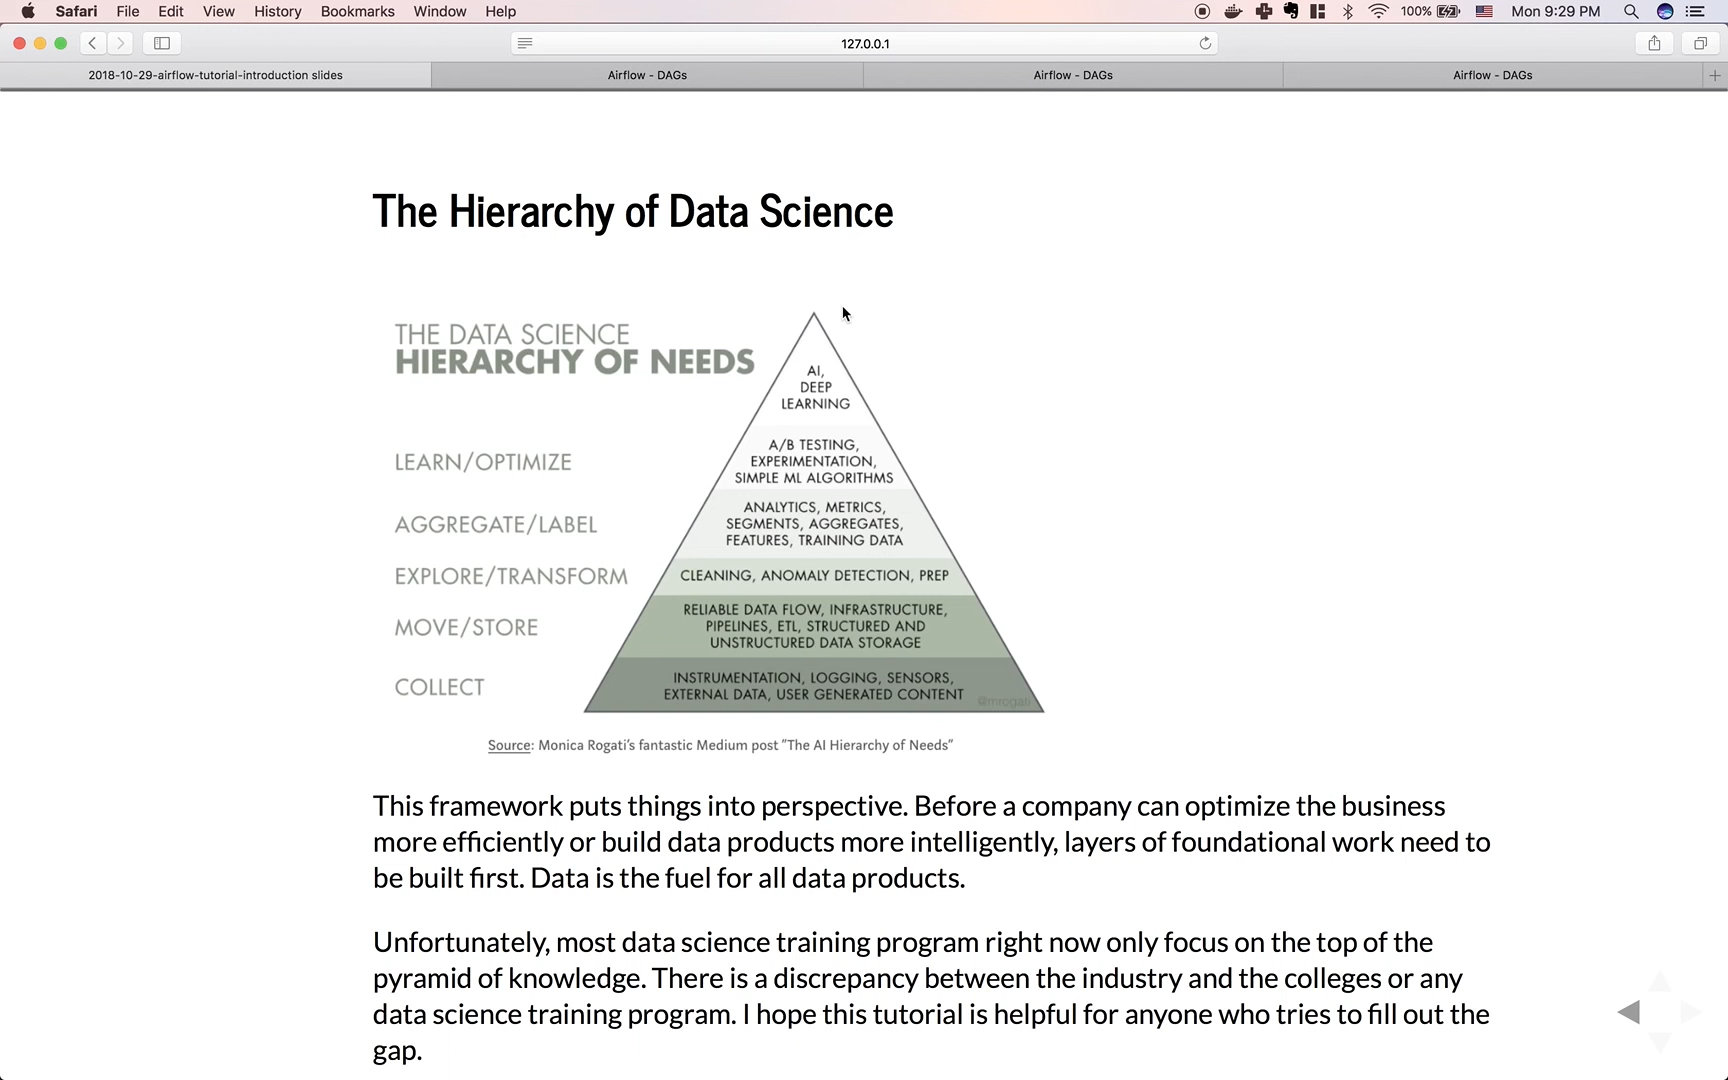 Safari File Edit View History Bookmarks Window Help 100% Mon 9:29 PM
127.0.0.1
2018-10-29-airflow-tutorial-introduction slides Airflow - DAGs Airflow - DAGs Airflow - DAGs
The Hierarchy of Data Science
THE DATA SCIENCE
HIERARCHY OF NEEDS
AI,
DEEP
LEARNING
LEARN/OPTIMIZE
A/B TESTING,
EXPERIMENTATION,
SIMPLE ML ALGORITHMS
AGGREGATE/LABEL
ANALYTICS, METRICS,
SEGMENTS, AGGREGATES,
FEATURES, TRAINING DATA
EXPLORE/TRANSFORM
CLEANING, ANOMALY DETECTION, PREP
MOVE/STORE
RELIABLE DATA FLOW, INFRASTRUCTURE,
PIPELINES, ETL, STRUCTURED AND
UNSTRUCTURED DATA STORAGE
COLLECT
INSTRUMENTATION, LOGGING, SENSORS,
EXTERNAL DATA, USER GENERATED CONTENT
@mrogati
Source: Monica Rogati's fantastic Medium post "The AI Hierarchy of Needs"
This framework puts things into perspective. Before a company can optimize the business
more efficiently or build data products more intelligently, layers of foundational work need to
be built first. Data is the fuel for all data products.
Unfortunately, most data science training program right now only focus on the top of the
pyramid of knowledge. There is a discrepancy between the industry and the colleges or any
data science training program. I hope this tutorial is helpful for anyone who tries to fill out the
gap.